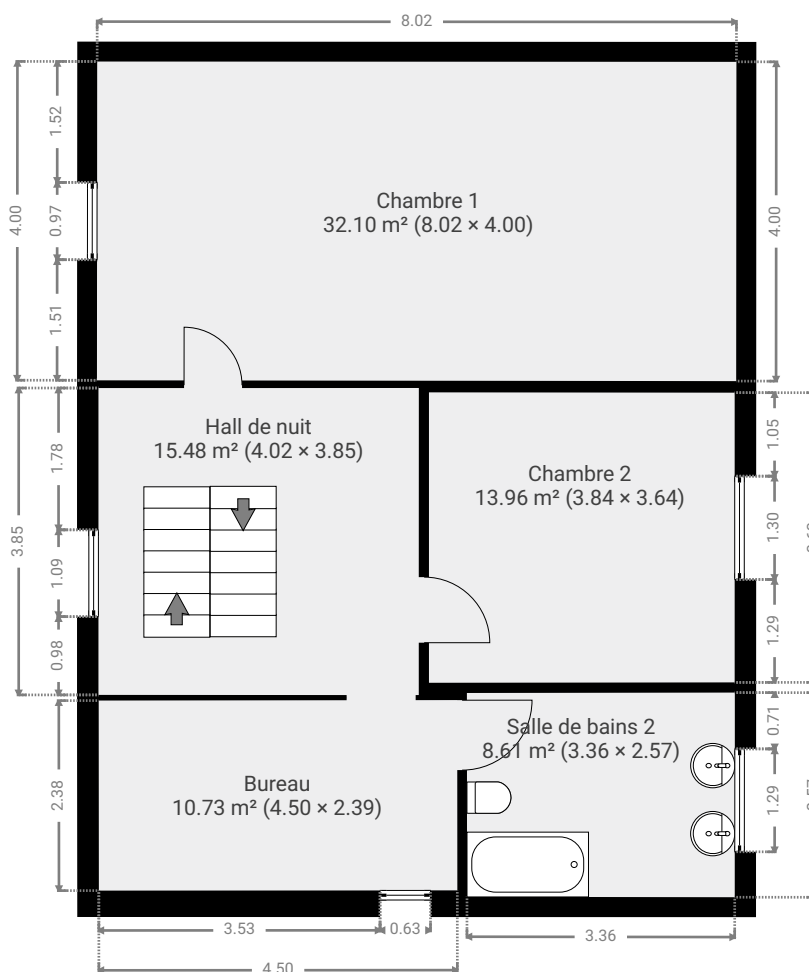 8.02
1.52
4.00
0.97
1.51
4.00
Chambre 1
32.10 m² (8.02 × 4.00)
Hall de nuit
15.48 m² (4.02 × 3.85)
1.78
3.85
1.09
0.98
Chambre 2
13.96 m² (3.84 × 3.64)
1.05
1.30
1.29
Salle de bains 2
8.61 m² (3.36 × 2.57)
0.71
1.29
Bureau
10.73 m² (4.50 × 2.39)
2.38
3.53
0.63
3.36
4.50